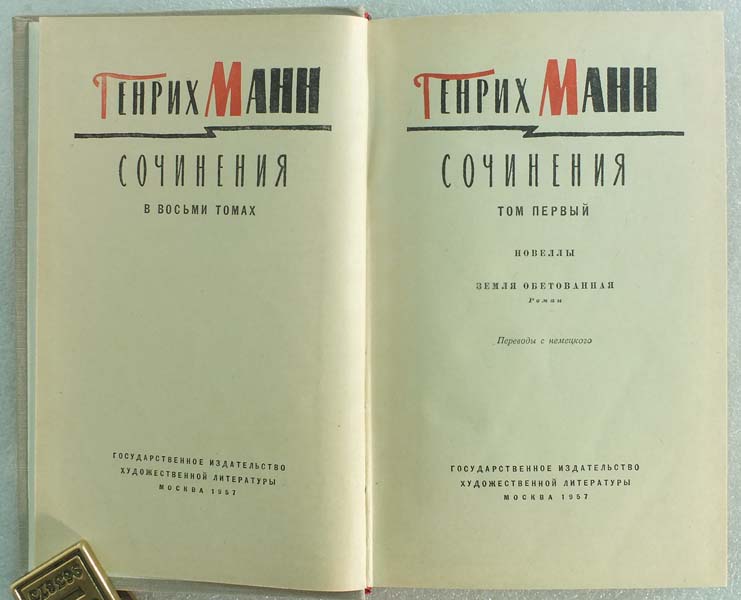 ГЕНРИХ МАНН
СОЧИНЕНИЯ
В ВОСЬМИ ТОМАХ
ГОСУДАРСТВЕННОЕ ИЗДАТЕЛЬСТВО
ХУДОЖЕСТВЕННОЙ ЛИТЕРАТУРЫ
МОСКВА 1957
ГЕНРИХ МАНН
СОЧИНЕНИЯ
ТОМ ПЕРВЫЙ
НОВЕЛЛЫ
ЗЕМЛЯ ОБЕТОВАННАЯ
Роман
Переводы с немецкого
ГОСУДАРСТВЕННОЕ ИЗДАТЕЛЬСТВО
ХУДОЖЕСТВЕННОЙ ЛИТЕРАТУРЫ
МОСКВА 1957